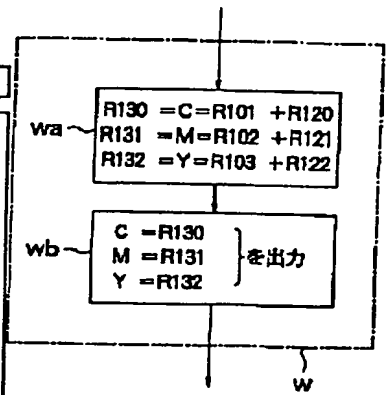 R130 =C=R101 +R120
wa
R131 =M=R102 +R121
R132 =Y=R103 +R122
C =R130
wb
M =R131
を出力
Y =R132
w